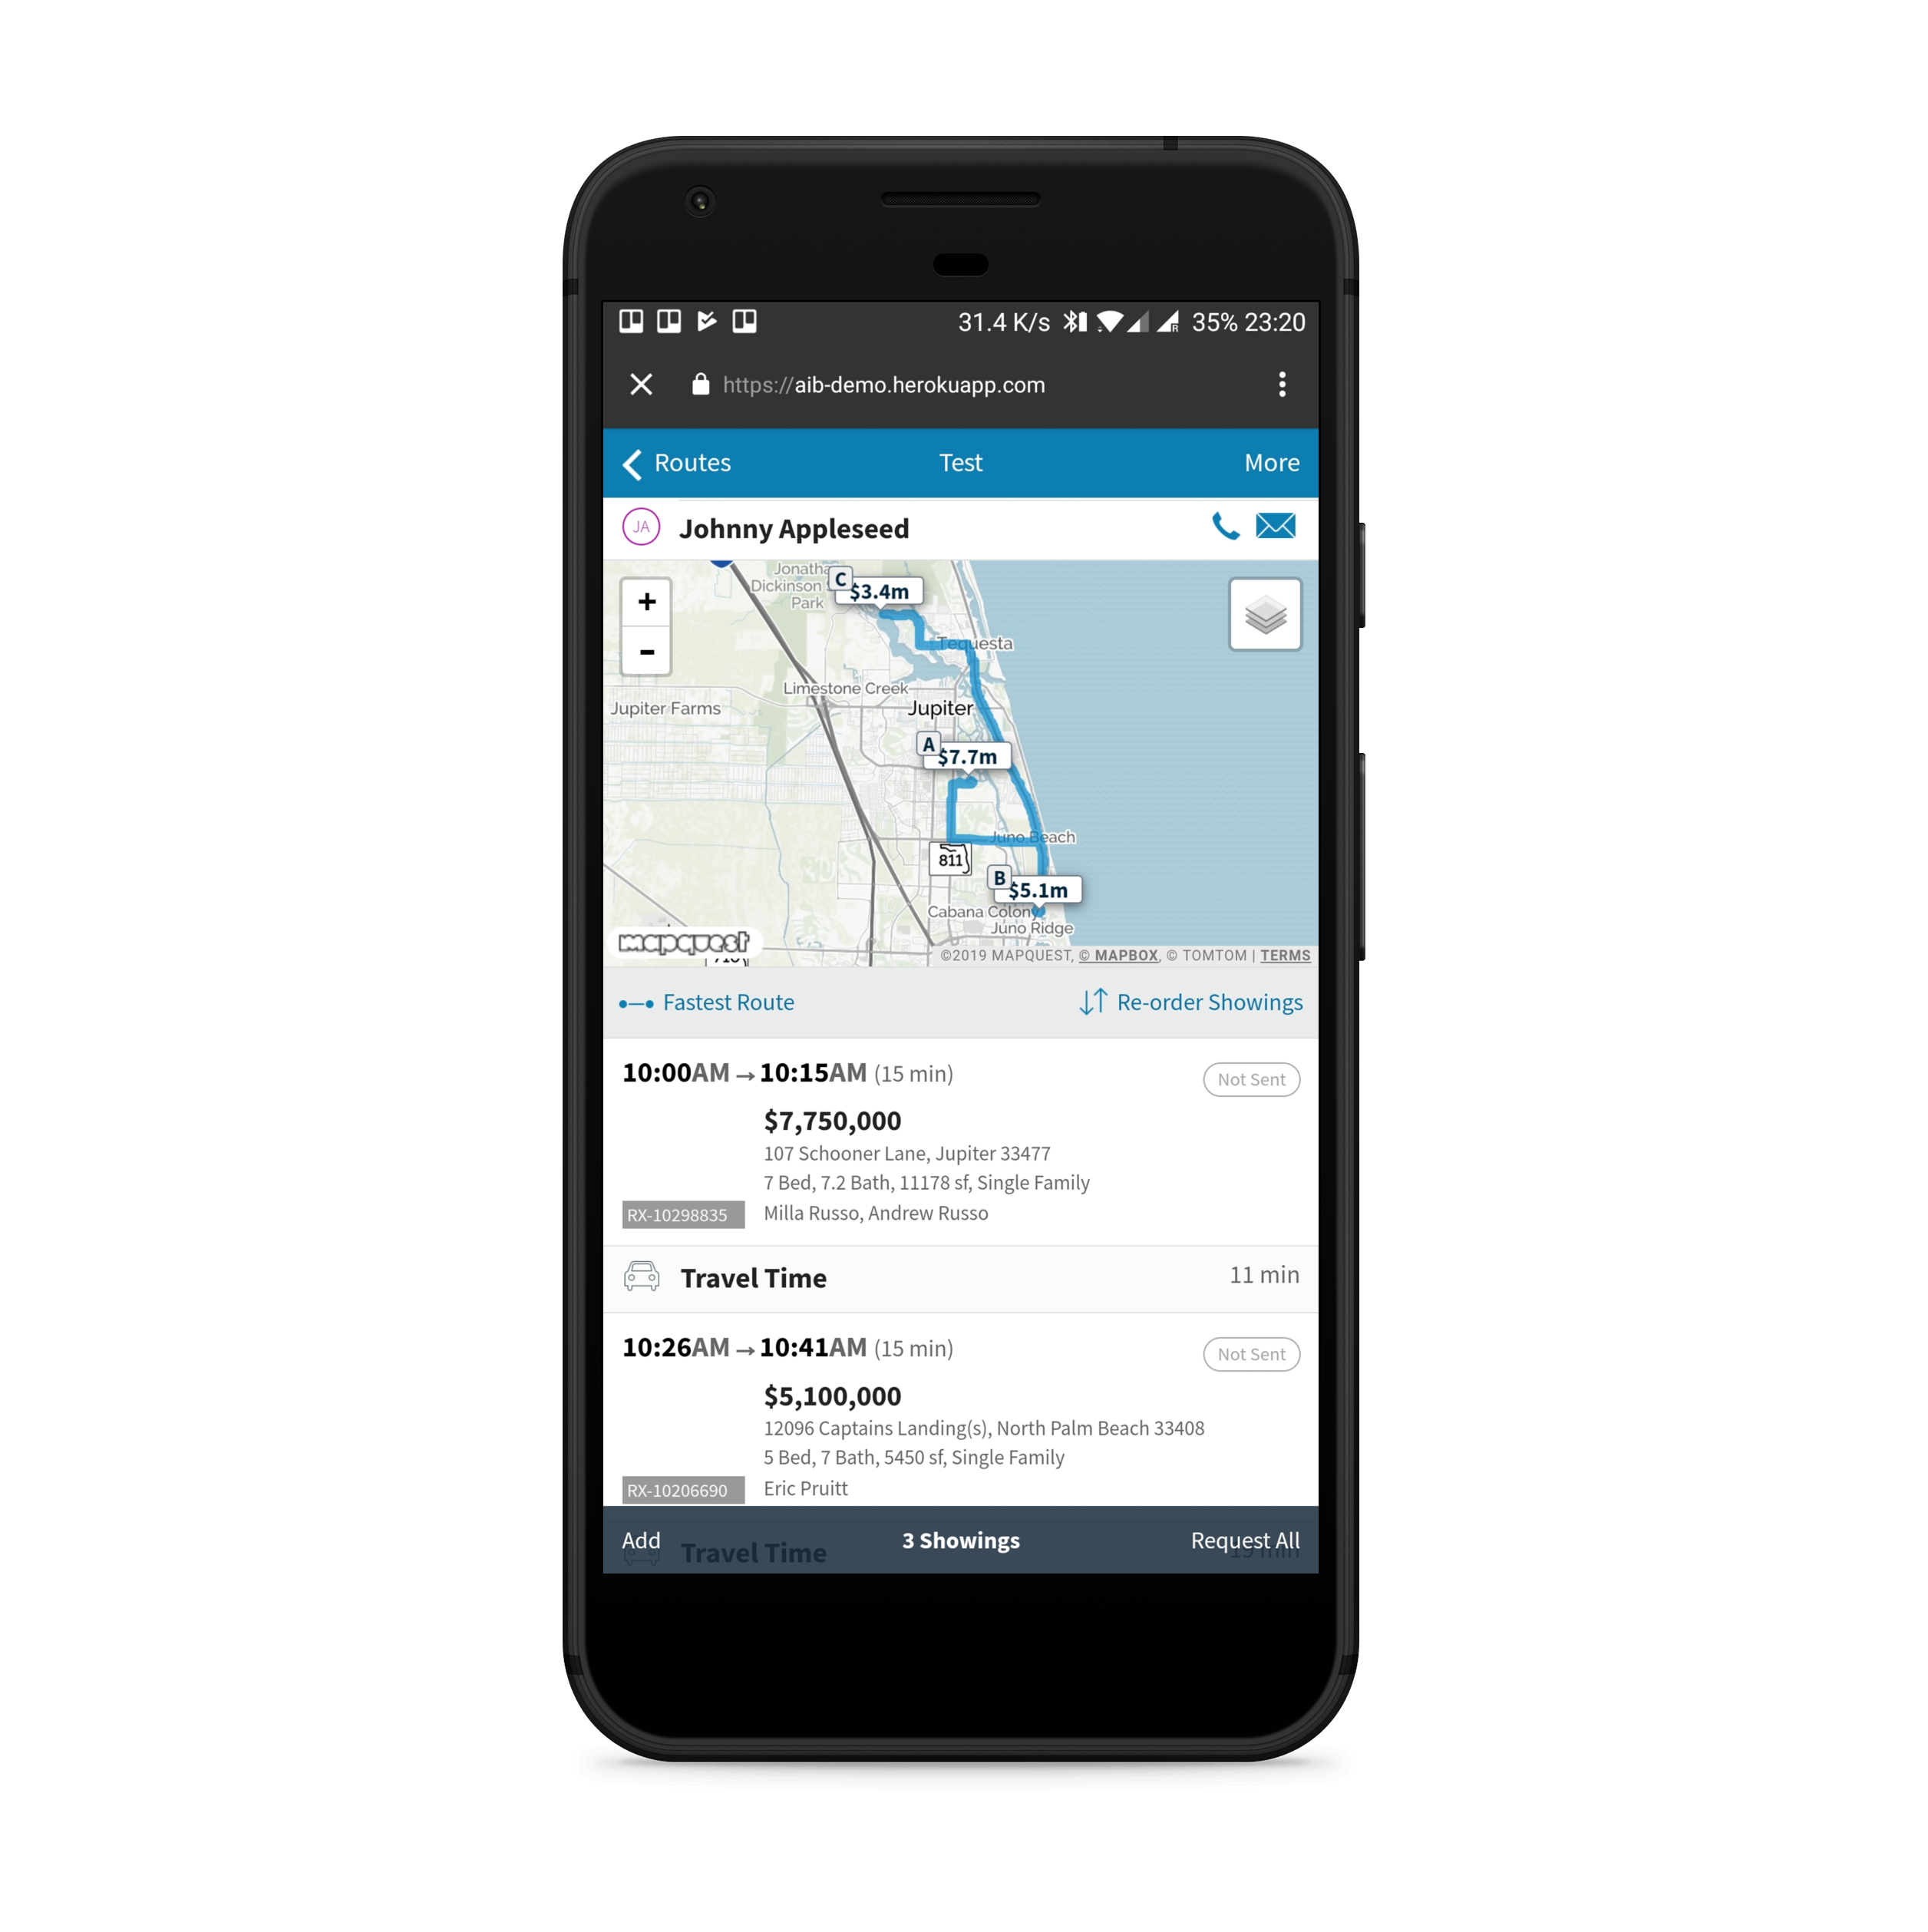 31.4 K/s R 35% 23:20
https://aib-demo.herokuapp.com
Routes Test More
JA Johnny Appleseed
+
-
Dickinson
Park
C
$3.4m
Tequesta
Limestone Creek
Jupiter Farms
Jupiter
A
$7.7m
Juno Beach
811
B
$5.1m
Cabana Colony
Juno Ridge
mapquest
©2019 MAPQUEST, © MAPBOX, © TOMTOM | TERMS
Fastest Route Re-order Showings
10:00AM → 10:15AM (15 min) Not Sent
$7,750,000
107 Schooner Lane, Jupiter 33477
7 Bed, 7.2 Bath, 11178 sf, Single Family
RX-10298835 Milla Russo, Andrew Russo
Travel Time 11 min
10:26AM → 10:41AM (15 min) Not Sent
$5,100,000
12096 Captains Landing(s), North Palm Beach 33408
5 Bed, 7 Bath, 5450 sf, Single Family
RX-10206690 Eric Pruitt
Add 3 Showings Request All
Travel Time